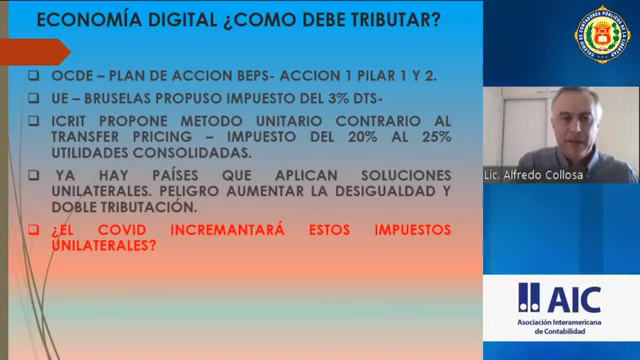 ECONOMÍA DIGITAL ¿COMO DEBE TRIBUTAR?
❑ OCDE – PLAN DE ACCION BEPS- ACCION 1 PILAR 1 Y 2.
❑ UE – BRUSELAS PROPUSO IMPUESTO DEL 3% DTS-
❑ ICRIT PROPONE METODO UNITARIO CONTRARIO AL
TRANSFER PRICING – IMPUESTO DEL 20% AL 25%
UTILIDADES CONSOLIDADAS.
❑ YA HAY PAÍSES QUE APLICAN SOLUCIONES
UNILATERALES. PELIGRO AUMENTAR LA DESIGUALDAD Y
DOBLE TRIBUTACIÓN.
❑ ¿EL COVID INCREMANTARÁ ESTOS IMPUESTOS
UNILATERALES?
Lic. Alfredo Collosa
AIC
Asociación Interamericana
de Contabilidad